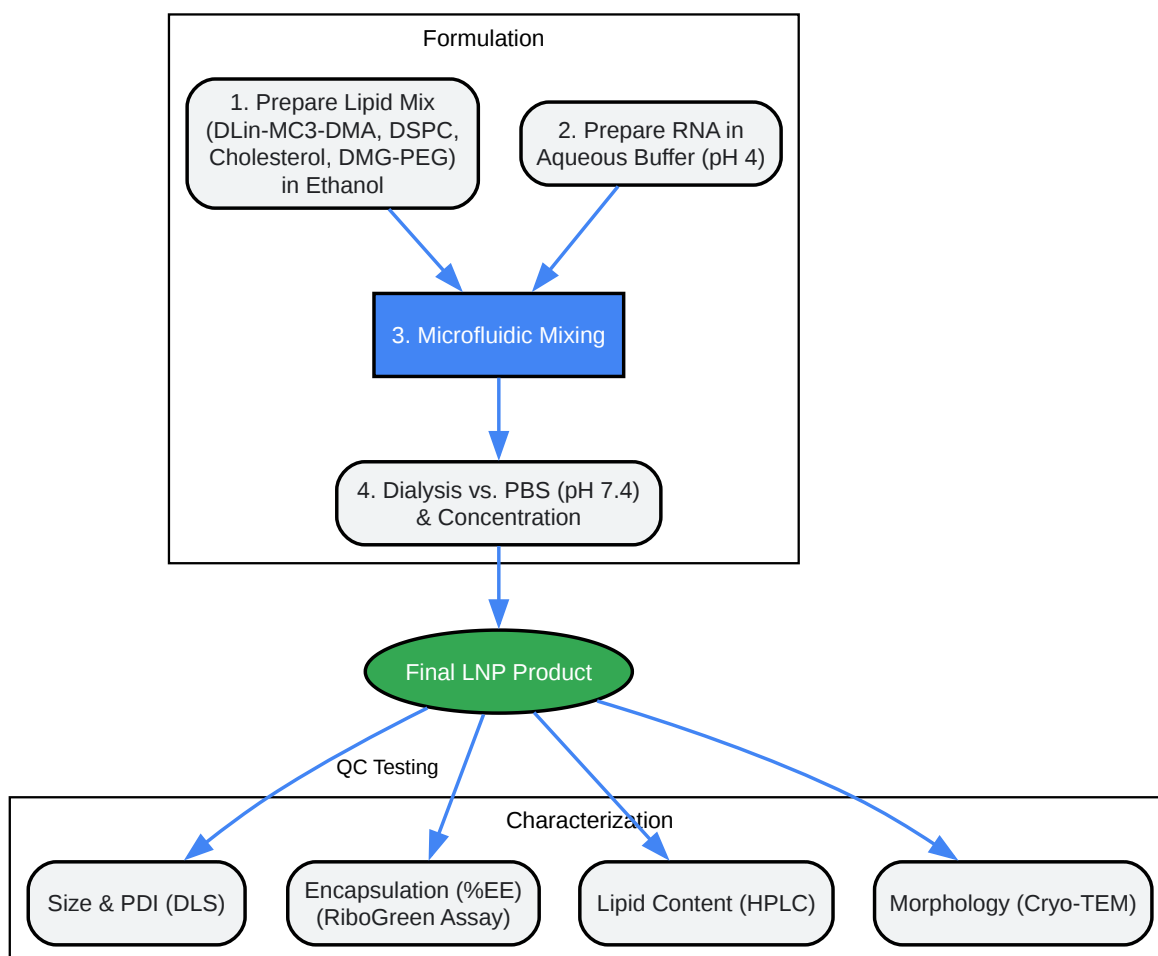 Formulation
1. Prepare Lipid Mix
(DLin-MC3-DMA, DSPC,
Cholesterol, DMG-PEG)
in Ethanol
2. Prepare RNA in
Aqueous Buffer (pH 4)
3. Microfluidic Mixing
4. Dialysis vs. PBS (pH 7.4)
& Concentration
Final LNP Product
QC Testing
Characterization
Size & PDI (DLS)
Encapsulation (%EE)
(RiboGreen Assay)
Lipid Content (HPLC)
Morphology (Cryo-TEM)